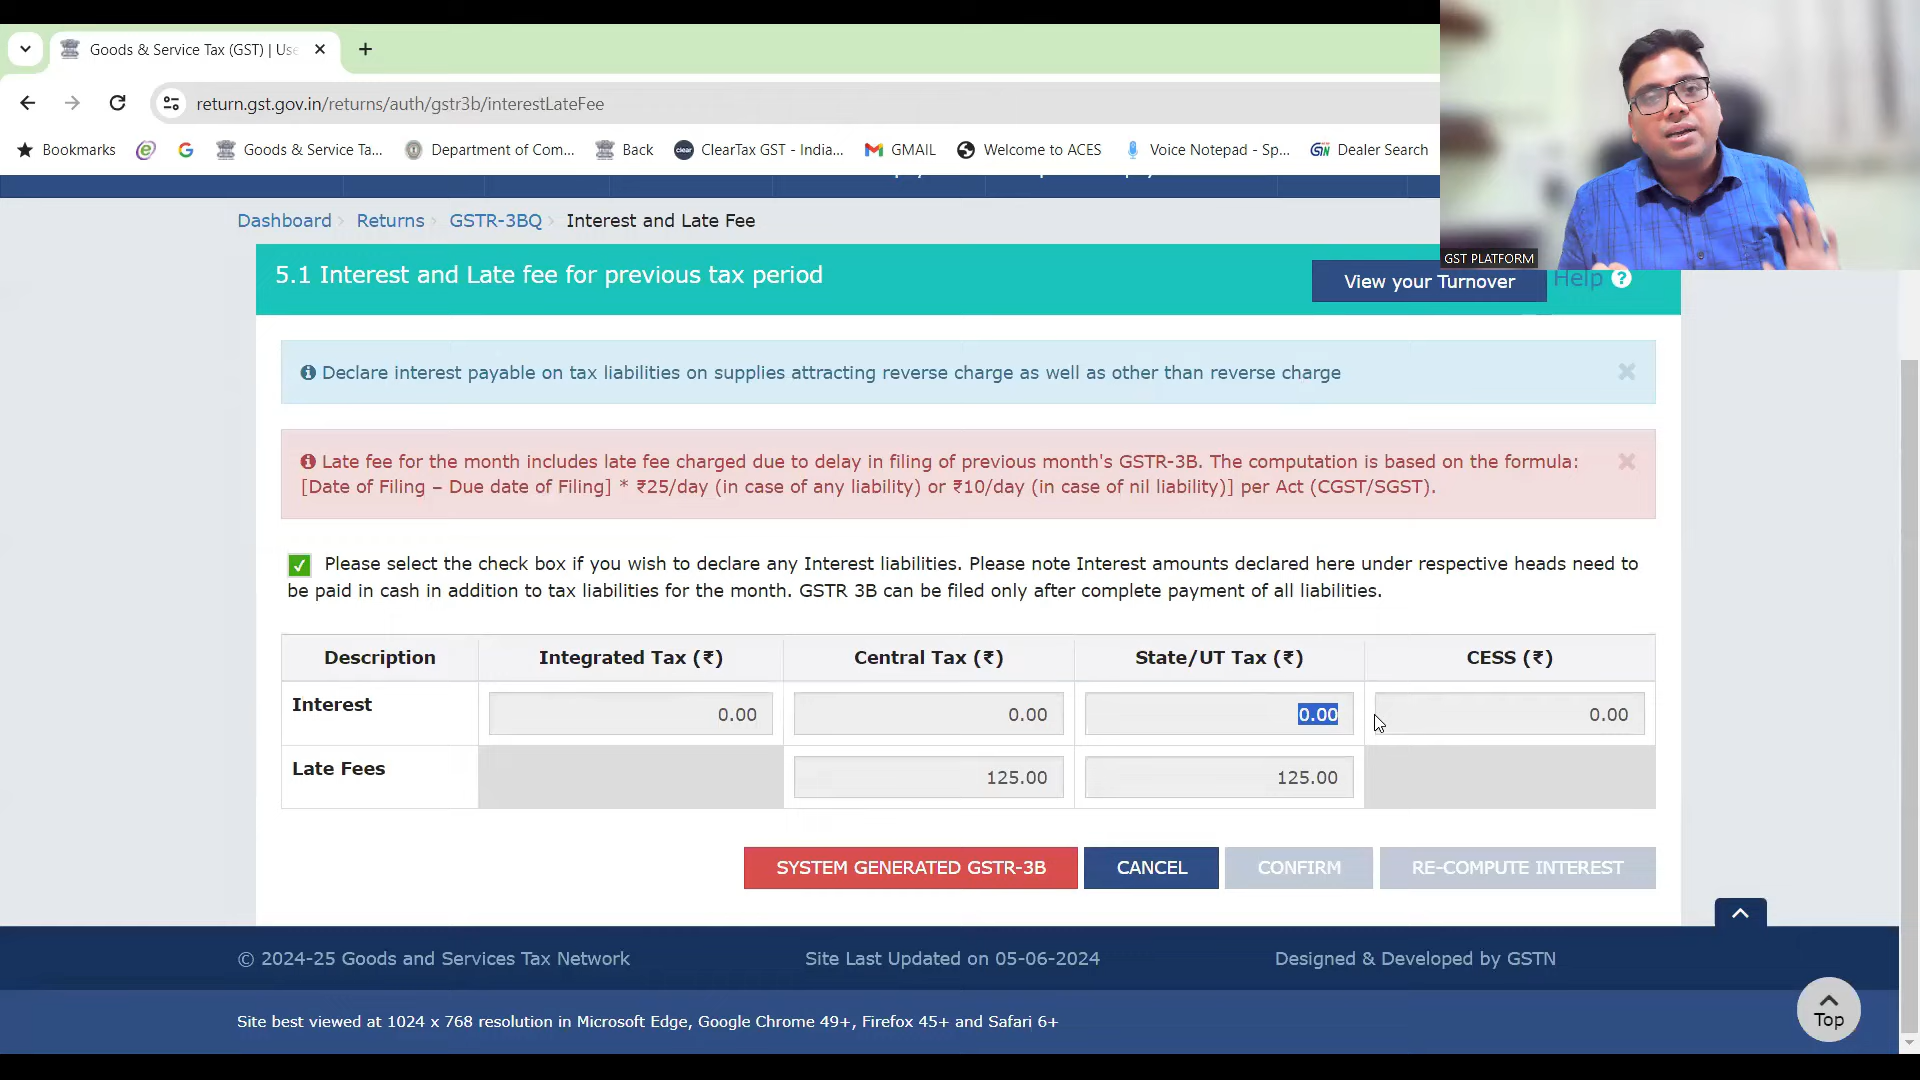 Goods & Service Tax (GST) | Use
return.gst.gov.in/returns/auth/gstr3b/interestLateFee
Bookmarks
Goods & Service Ta...
Department of Com...
Back
ClearTax GST - India...
GMAIL
Welcome to ACES
Voice Notepad - Sp...
Dealer Search
GST PLATFORM
Dashboard > Returns > GSTR-3BQ > Interest and Late Fee
5.1 Interest and Late fee for previous tax period
View your Turnover
Help ?
Declare interest payable on tax liabilities on supplies attracting reverse charge as well as other than reverse charge
Late fee for the month includes late fee charged due to delay in filing of previous month's GSTR-3B. The computation is based on the formula:
[Date of Filing – Due date of Filing] * ₹25/day (in case of any liability) or ₹10/day (in case of nil liability)] per Act (CGST/SGST).
Please select the check box if you wish to declare any Interest liabilities. Please note Interest amounts declared here under respective heads need to
be paid in cash in addition to tax liabilities for the month. GSTR 3B can be filed only after complete payment of all liabilities.
Description Integrated Tax (₹) Central Tax (₹) State/UT Tax (₹) CESS (₹)
Interest 0.00 0.00 0.00 0.00
Late Fees 125.00 125.00
SYSTEM GENERATED GSTR-3B CANCEL CONFIRM RE-COMPUTE INTEREST
© 2024-25 Goods and Services Tax Network Site Last Updated on 05-06-2024 Designed & Developed by GSTN
Site best viewed at 1024 x 768 resolution in Microsoft Edge, Google Chrome 49+, Firefox 45+ and Safari 6+
Top